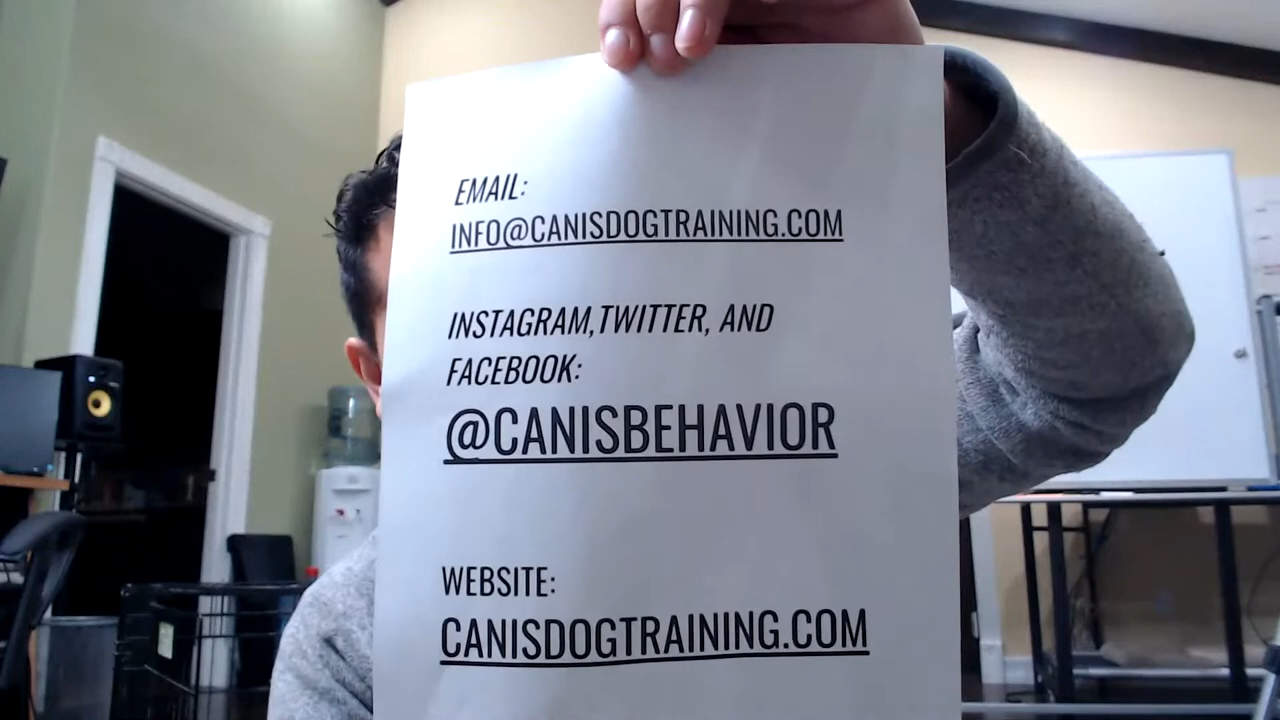 EMAIL:
INFO@CANISDOGTRAINING.COM
INSTAGRAM,TWITTER, AND
FACEBOOK:
@CANISBEHAVIOR
WEBSITE:
CANISDOGTRAINING.COM